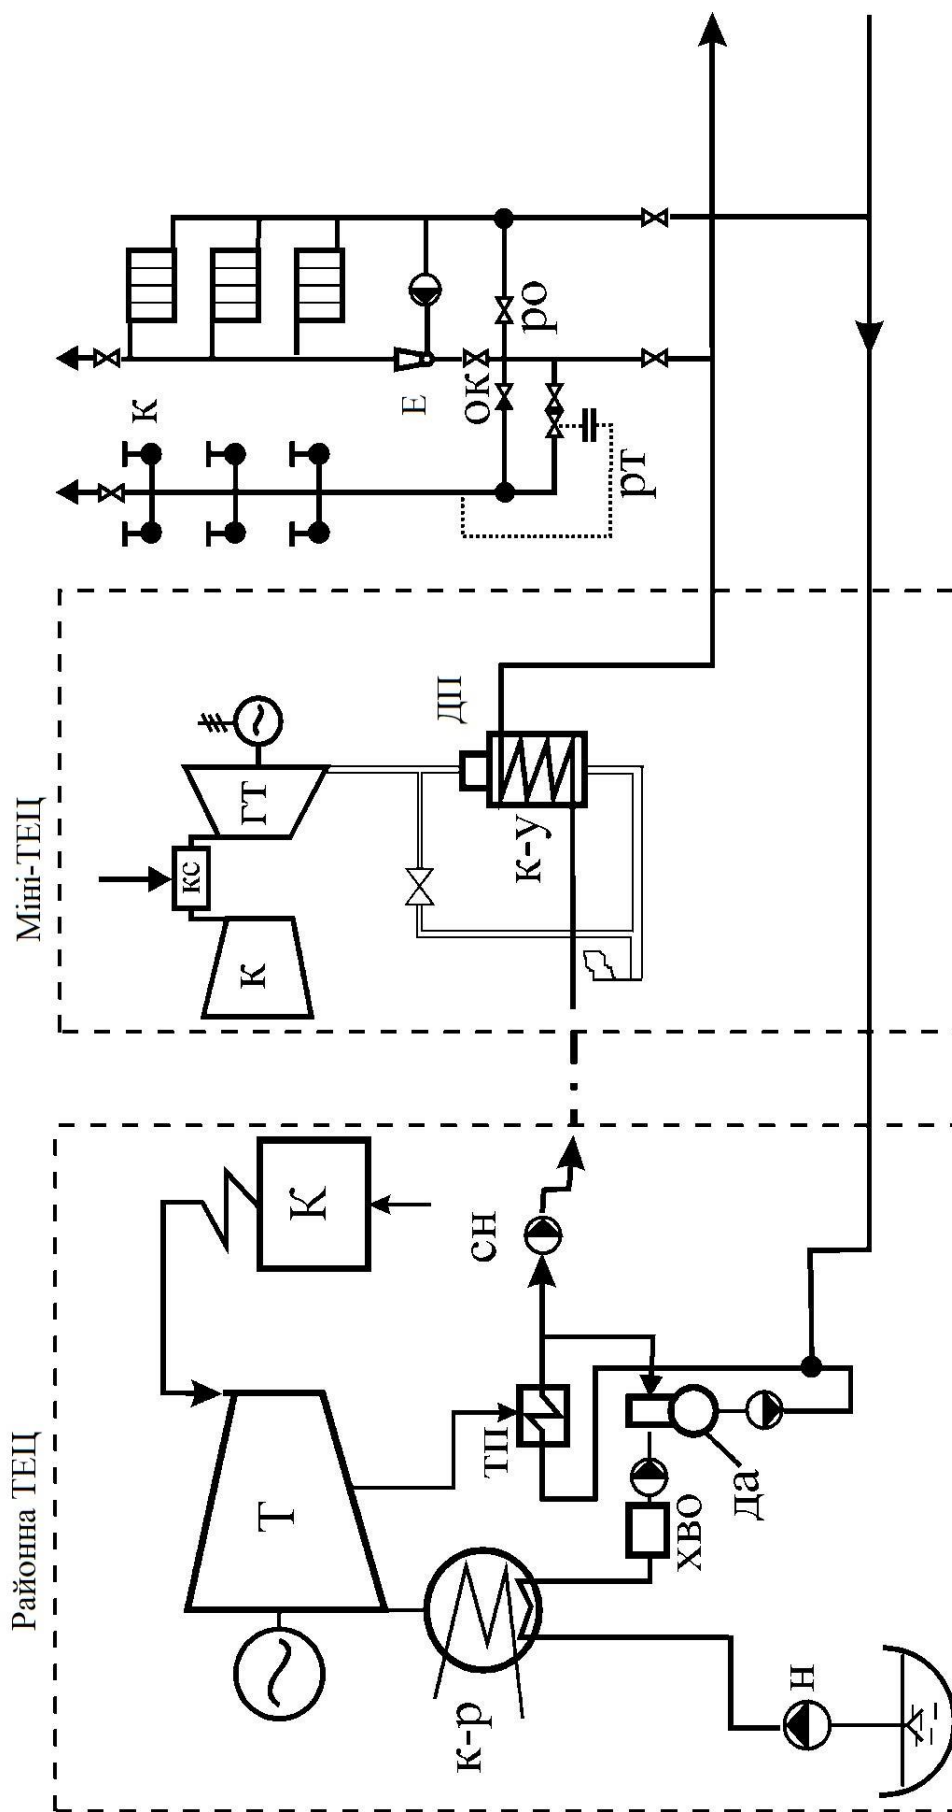 Районна ТЕЦ
Т
К
к-р
ТП
сн
ХВО
да
н
Міні-ТЕЦ
К
кс
ГТ
к-у
ДП
к
Е
ОК
ро
рт